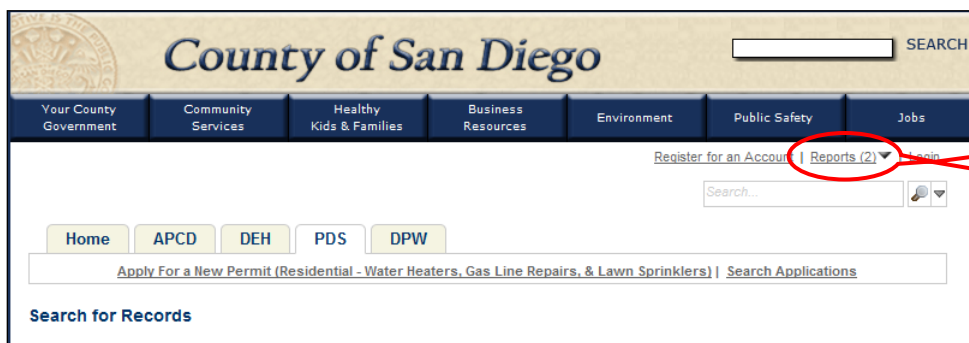 County of San Diego
SEARCH
Your County Government
Community Services
Healthy Kids & Families
Business Resources
Environment
Public Safety
Jobs
Register for an Account | Reports (2) | Login
Search...
Home
APCD
DEH
PDS
DPW
Apply For a New Permit (Residential - Water Heaters, Gas Line Repairs, & Lawn Sprinklers) | Search Applications
Search for Records